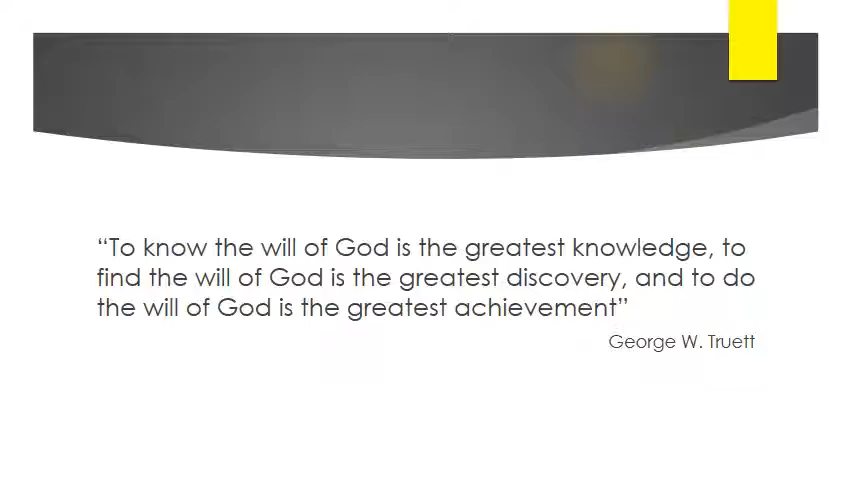 “To know the will of God is the greatest knowledge, to
find the will of God is the greatest discovery, and to do
the will of God is the greatest achievement”
George W. Truett